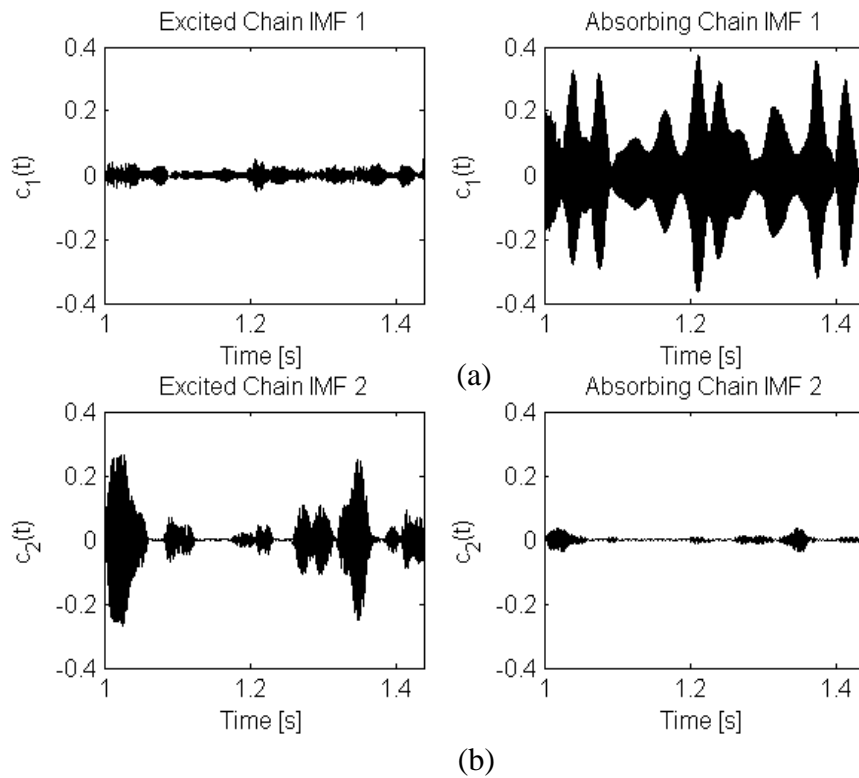 Excited Chain IMF 1
Absorbing Chain IMF 1
0.4
0.2
0
-0.2
-0.4
c1(t)
1
1.2
1.4
Time [s]
0.4
0.2
0
-0.2
-0.4
c1(t)
1
1.2
1.4
Time [s]
(a)
Excited Chain IMF 2
Absorbing Chain IMF 2
0.4
0.2
0
-0.2
-0.4
c2(t)
1
1.2
1.4
Time [s]
0.4
0.2
0
-0.2
-0.4
c2(t)
1
1.2
1.4
Time [s]
(b)